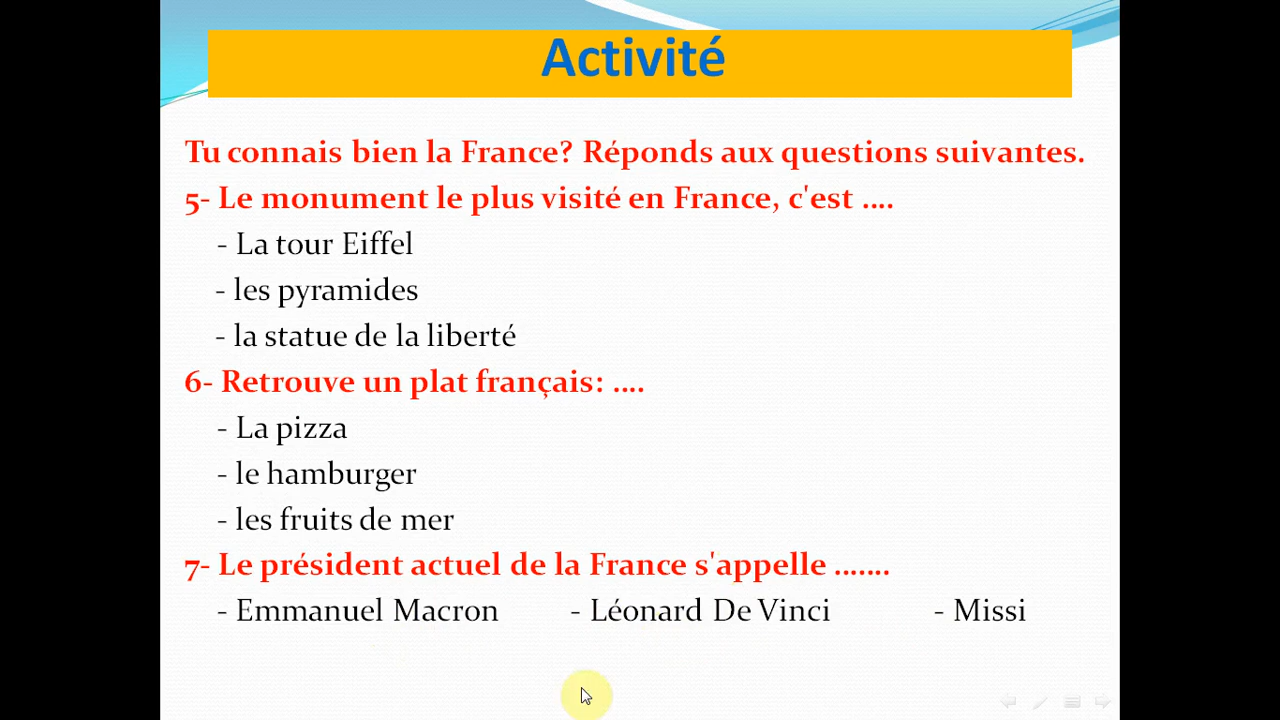 Activité
Tu connais bien la France? Réponds aux questions suivantes.
5- Le monument le plus visité en France, c'est ....
- La tour Eiffel
- les pyramides
- la statue de la liberté
6- Retrouve un plat français: ....
- La pizza
- le hamburger
- les fruits de mer
7- Le président actuel de la France s'appelle .......
- Emmanuel Macron - Léonard De Vinci - Missi